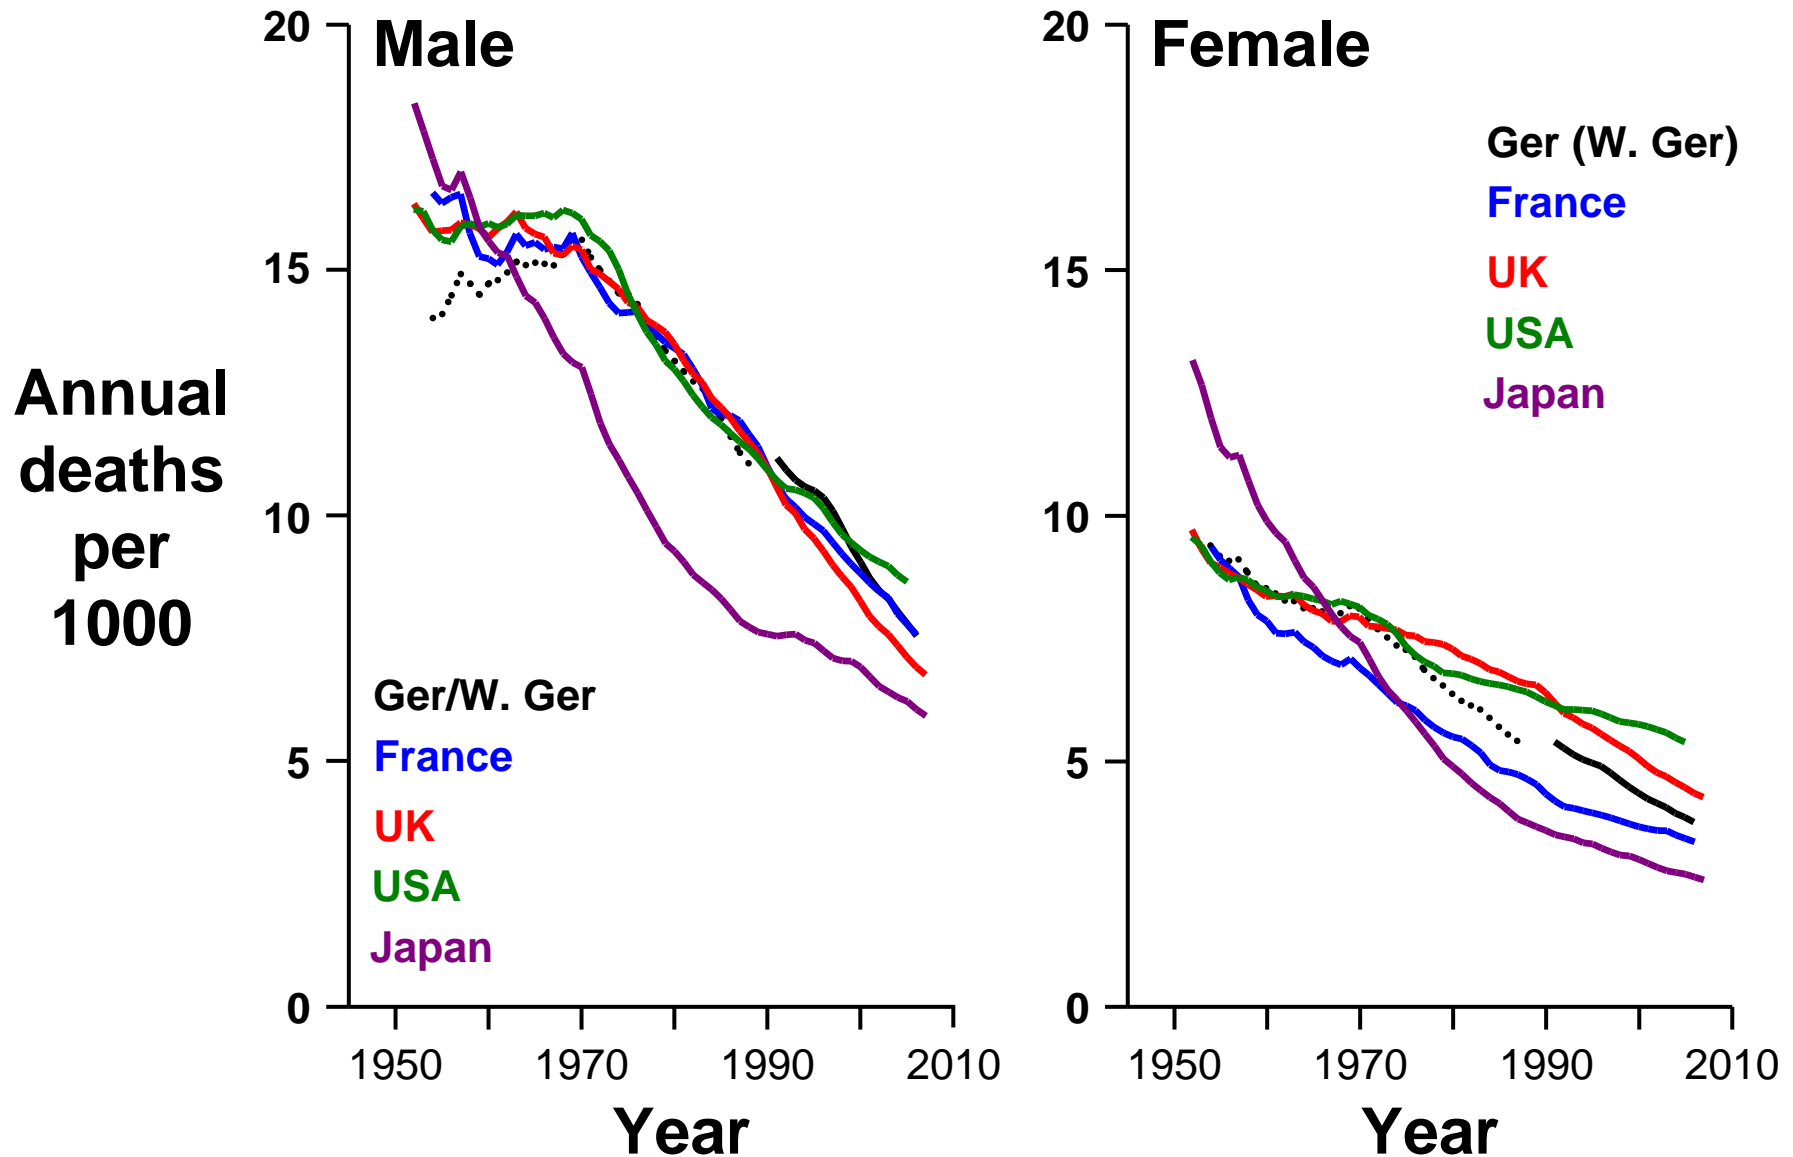 Annual
deaths
per
1000
Male
20
15
10
5
0
Ger/W. Ger
France
UK
USA
Japan
1950 1970 1990 2010
Year
Female
20
15
10
5
0
Ger (W. Ger)
France
UK
USA
Japan
1950 1970 1990 2010
Year